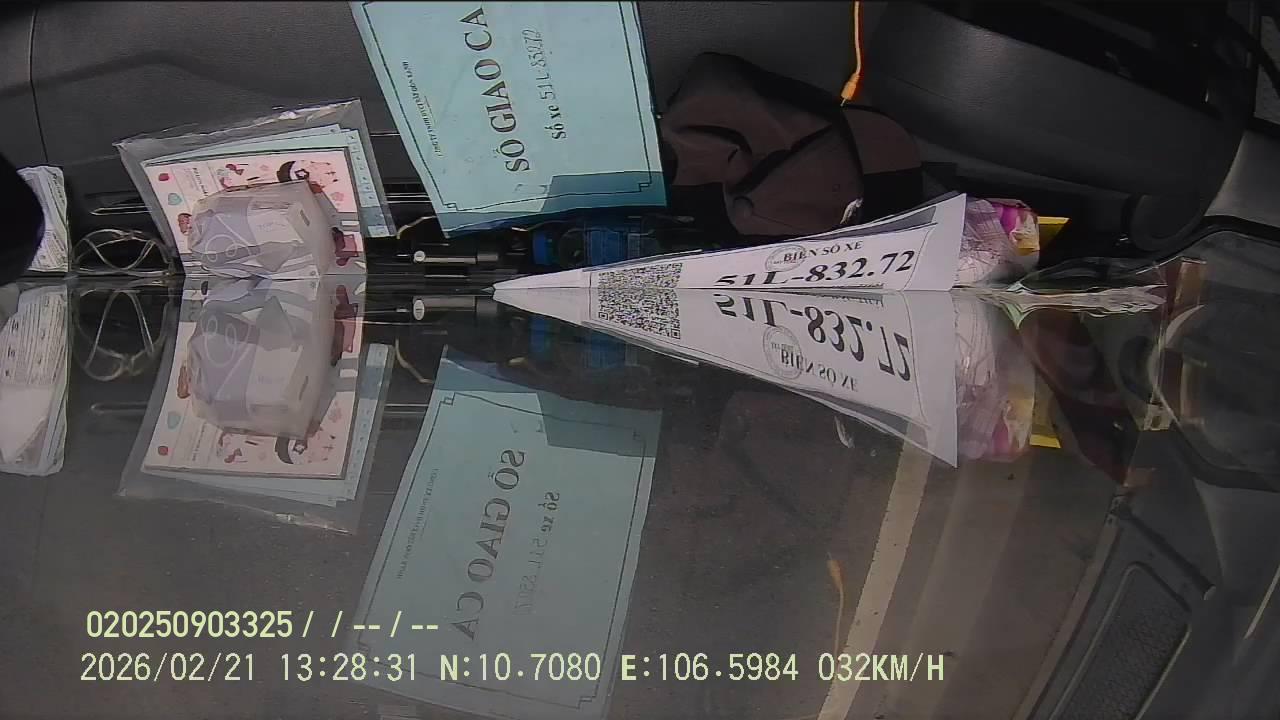 SỔ GIAO CA
Số xe 51L-832.72
BIỂN SỐ XE
51L-832.72
020250903325 / / -- / --
2026/02/21 13:28:31 N:10.7080 E:106.5984 032KM/H